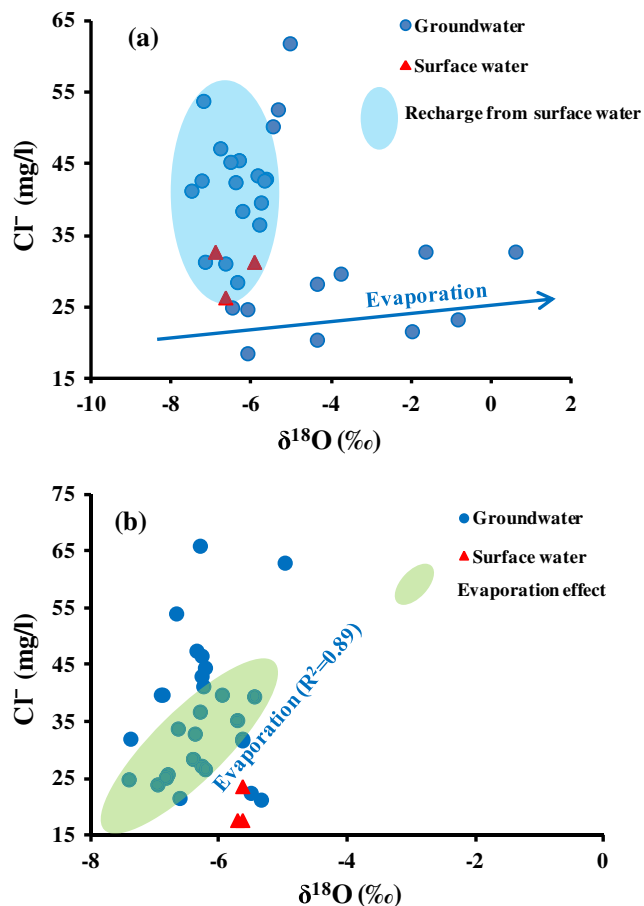 (a)
Groundwater
Surface water
Recharge from surface water
65
55
45
35
25
15
Cl⁻ (mg/l)
Evaporation
-10 -8 -6 -4 -2 0 2
δ¹⁸O (‰)
(b)
Groundwater
Surface water
Evaporation effect
75
65
55
45
35
25
15
Cl⁻ (mg/l)
Evaporation (R²=0.89)
-8 -6 -4 -2 0
δ¹⁸O (‰)